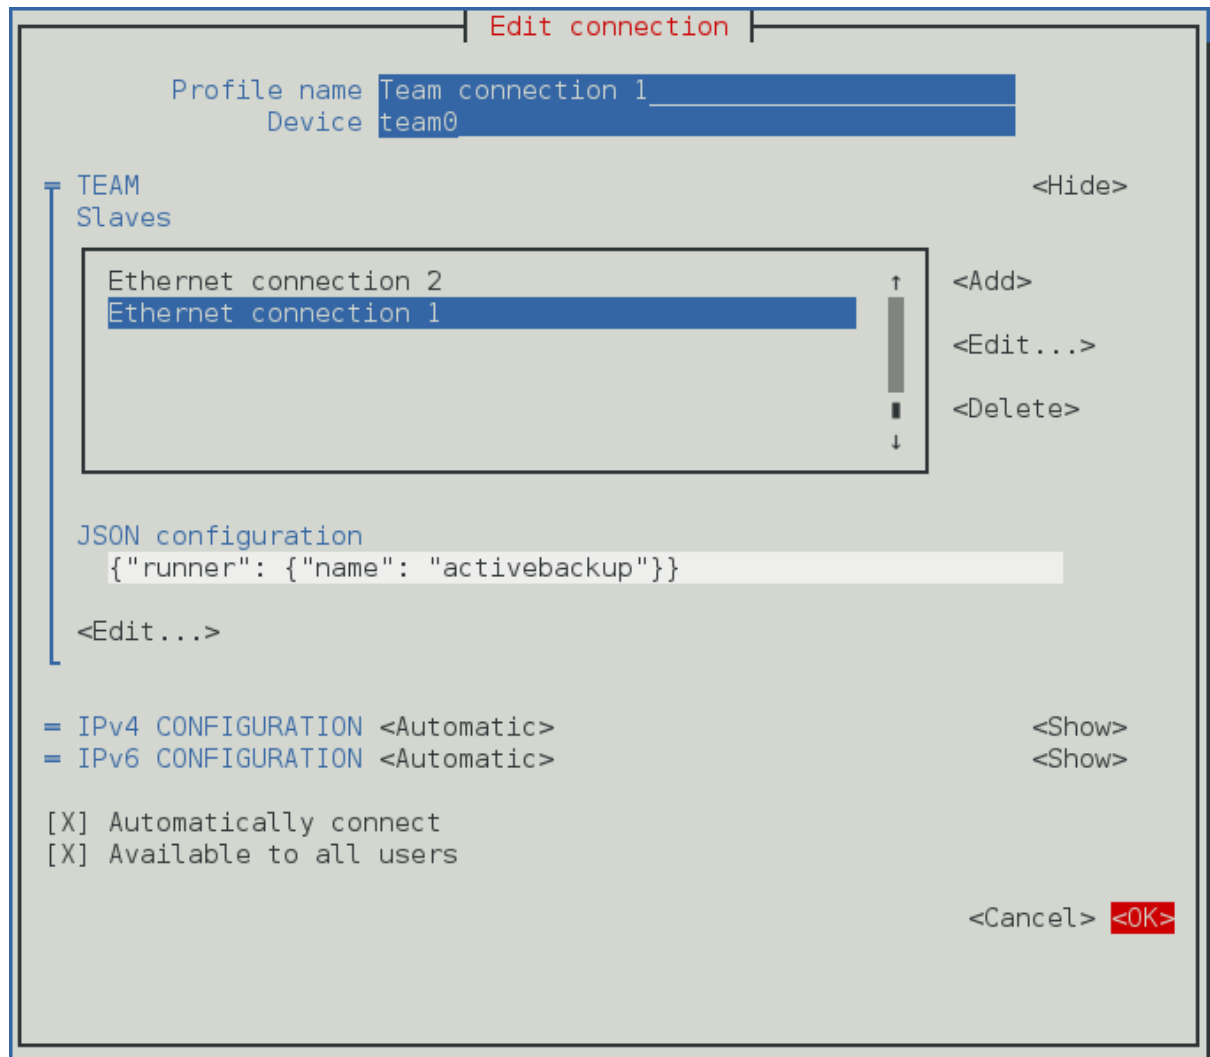 Edit connection
Profile name Team connection 1
Device team0
TEAM <Hide>
Slaves
Ethernet connection 2 ↑ <Add>
Ethernet connection 1
<Edit...>
<Delete>
↓
JSON configuration
{"runner": {"name": "activebackup"}}
<Edit...>
= IPv4 CONFIGURATION <Automatic> <Show>
= IPv6 CONFIGURATION <Automatic> <Show>
[X] Automatically connect
[X] Available to all users
<Cancel> <OK>